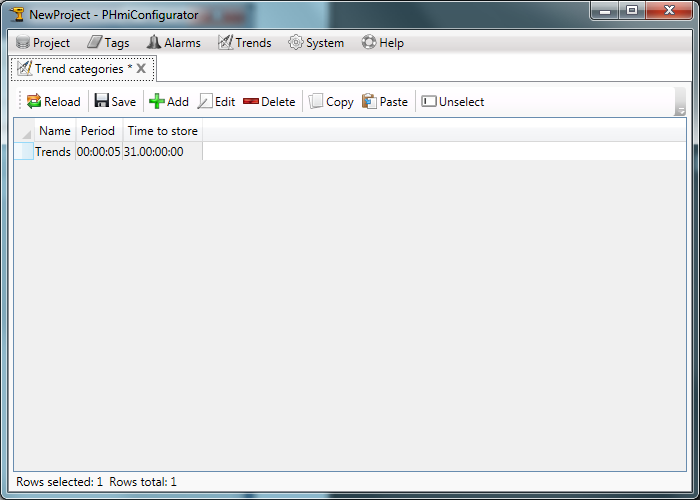 NewProject - PHmiConfigurator
Project Tags Alarms Trends System Help
Trend categories *
Reload Save Add Edit Delete Copy Paste Unselect
Name Period Time to store
Trends 00:00:05 31.00:00:00
Rows selected: 1 Rows total: 1